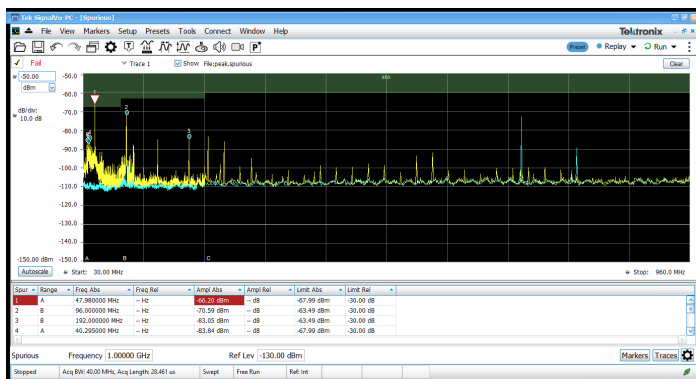 Tek SignalVu-PC - [Spurious]
File View Markers Setup Presets Tools Connect Window Help
Tektronix
Preset Replay Run
Fail Trace 1 Show File:peak.spurious Clear
-50.00
dBm
dB/div:
10.0 dB
-50.0
-60.0
-70.0
-80.0
-90.0
-100.0
-110.0
-120.0
-130.0
-140.0
-150.0
abs
1
2
3
A B C
-150.00 dBm
Autoscale Start: 30.00 MHz Stop: 960.0 MHz
Spur Range Freq Abs Freq Rel Ampl Abs Ampl Rel Limit Abs Limit Rel
1 A 47.980000 MHz -- Hz -66.20 dBm -- dB -67.99 dBm -30.00 dB
2 B 96.000000 MHz -- Hz -70.59 dBm -- dB -63.49 dBm -30.00 dB
3 B 192.000000 MHz -- Hz -83.05 dBm -- dB -63.49 dBm -30.00 dB
4 A 40.295000 MHz -- Hz -83.84 dBm -- dB -67.99 dBm -30.00 dB
Spurious Frequency 1.00000 GHz Ref Lev -130.00 dBm Markers Traces
Stopped Acq BW: 40.00 MHz, Acq Length: 28.461 us Swept Free Run Ref: Int